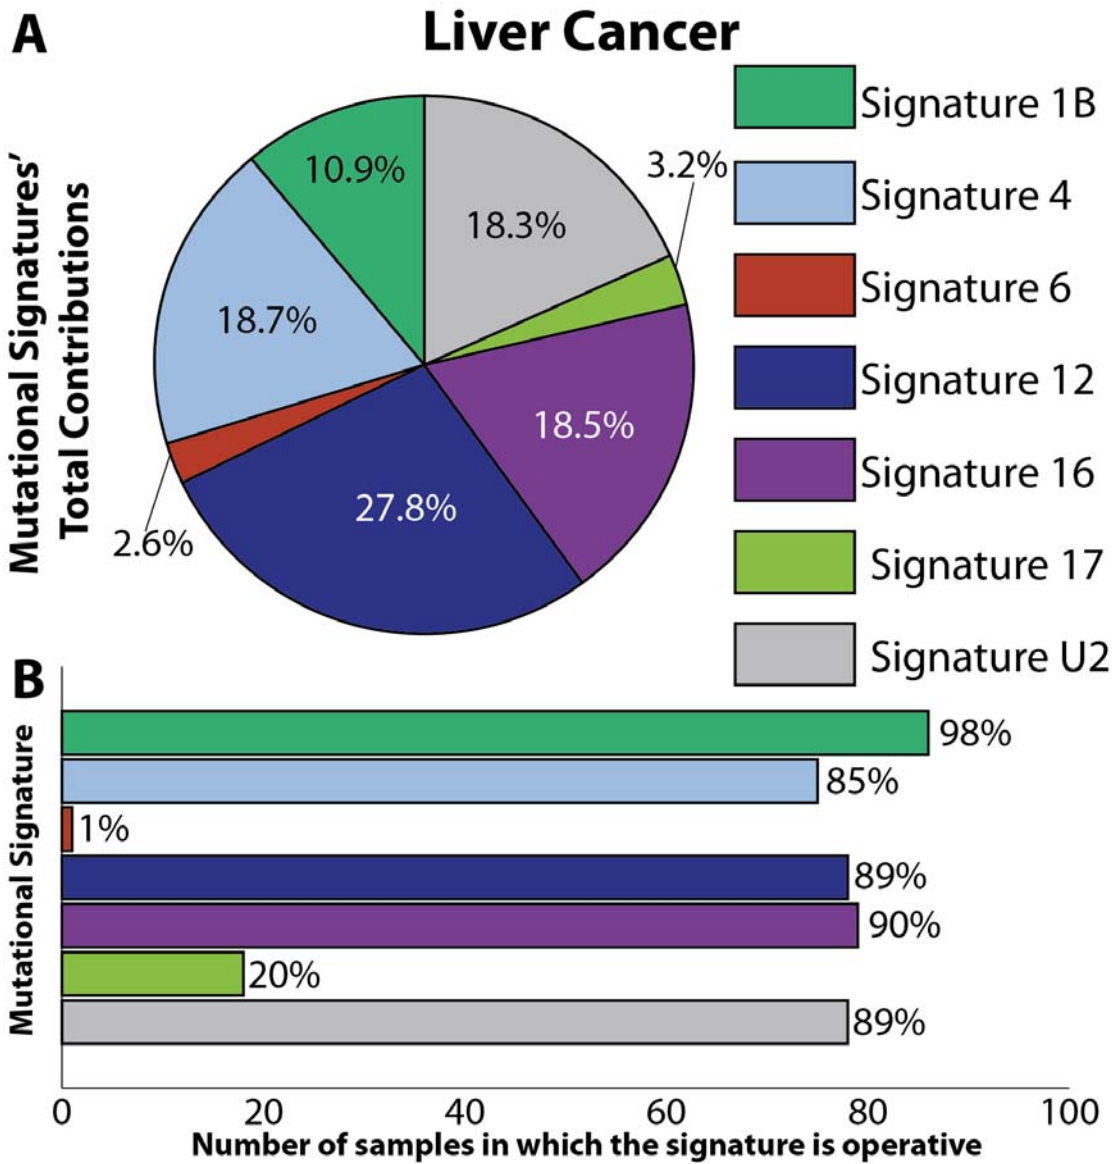 A
Liver Cancer
Mutational Signatures’
Total Contributions
10.9%
18.3%
3.2%
18.7%
18.5%
27.8%
2.6%
Signature 1B
Signature 4
Signature 6
Signature 12
Signature 16
Signature 17
Signature U2
B
Mutational Signature
98%
85%
1%
89%
90%
20%
89%
0 20 40 60 80 100
Number of samples in which the signature is operative